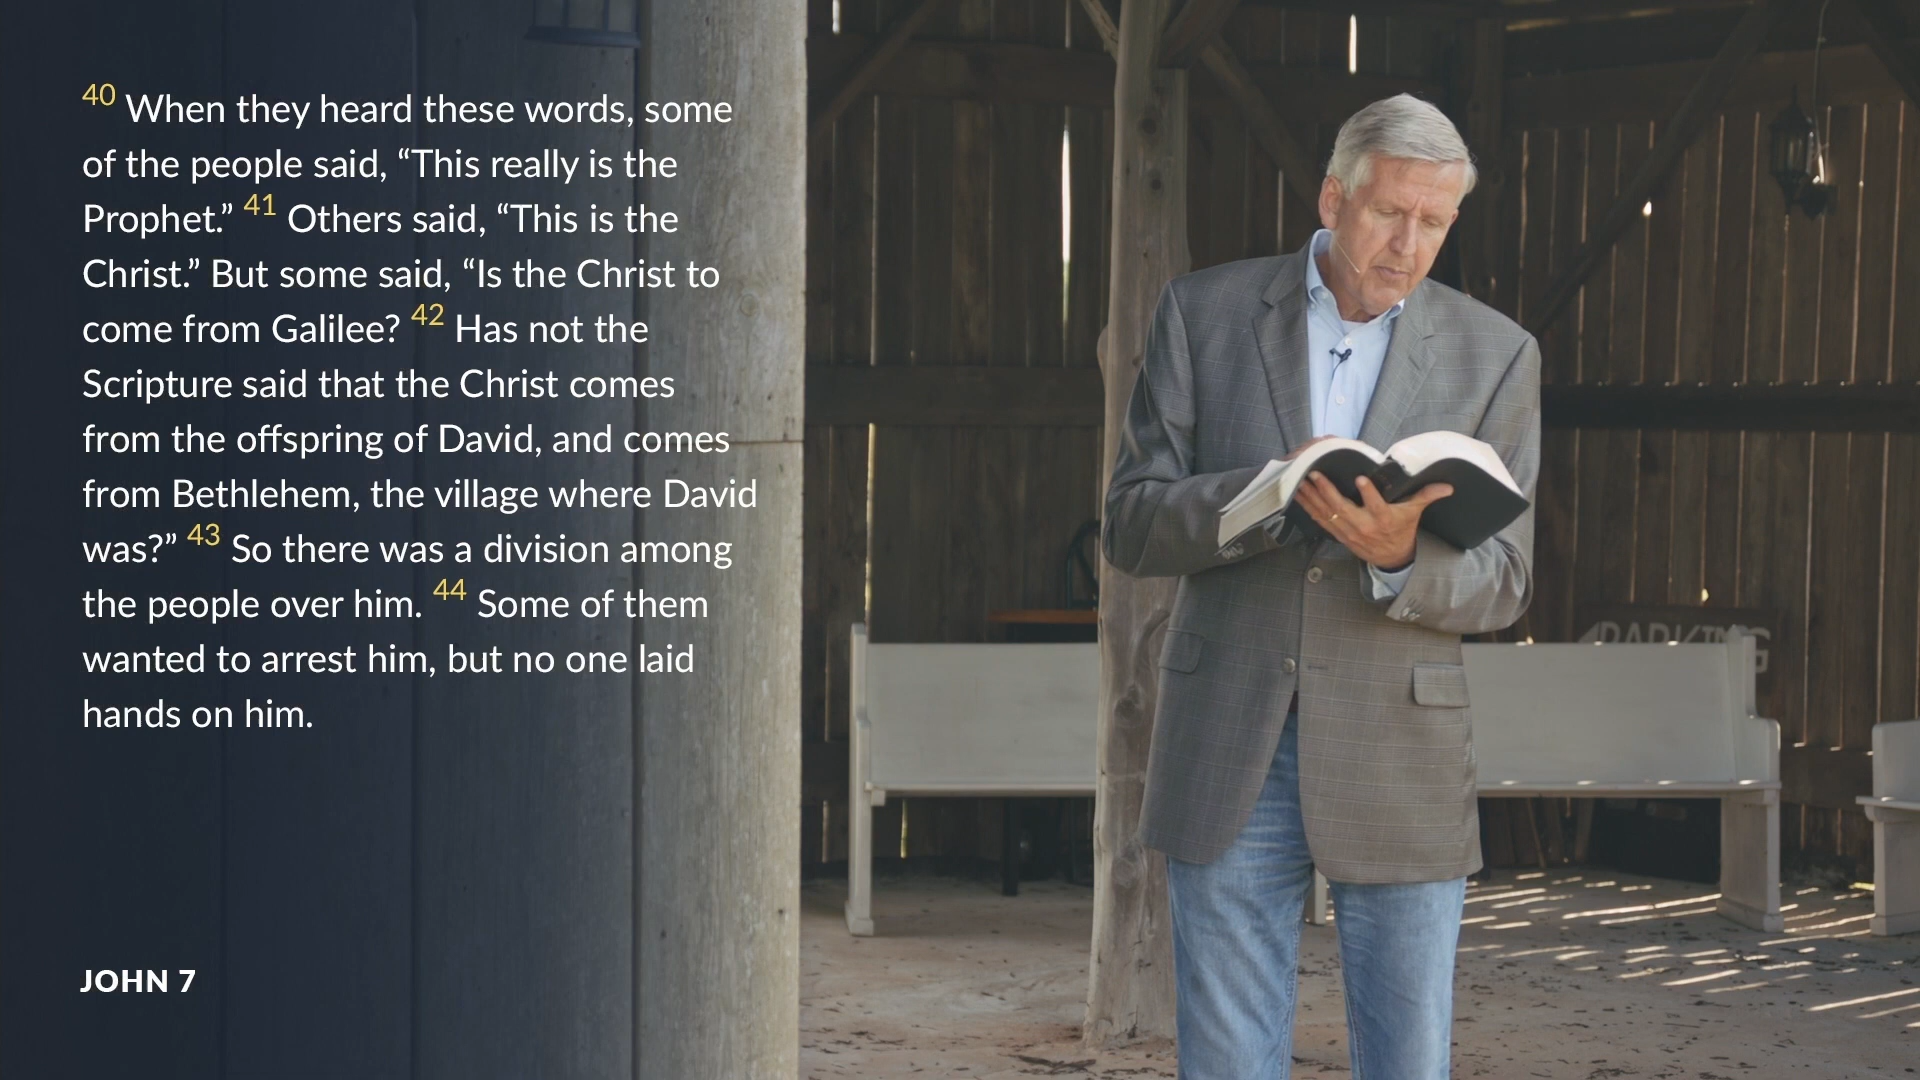 40 When they heard these words, some
of the people said, “This really is the
Prophet.” 41 Others said, “This is the
Christ.” But some said, “Is the Christ to
come from Galilee? 42 Has not the
Scripture said that the Christ comes
from the offspring of David, and comes
from Bethlehem, the village where David
was?” 43 So there was a division among
the people over him. 44 Some of them
wanted to arrest him, but no one laid
hands on him.
JOHN 7
PARKING